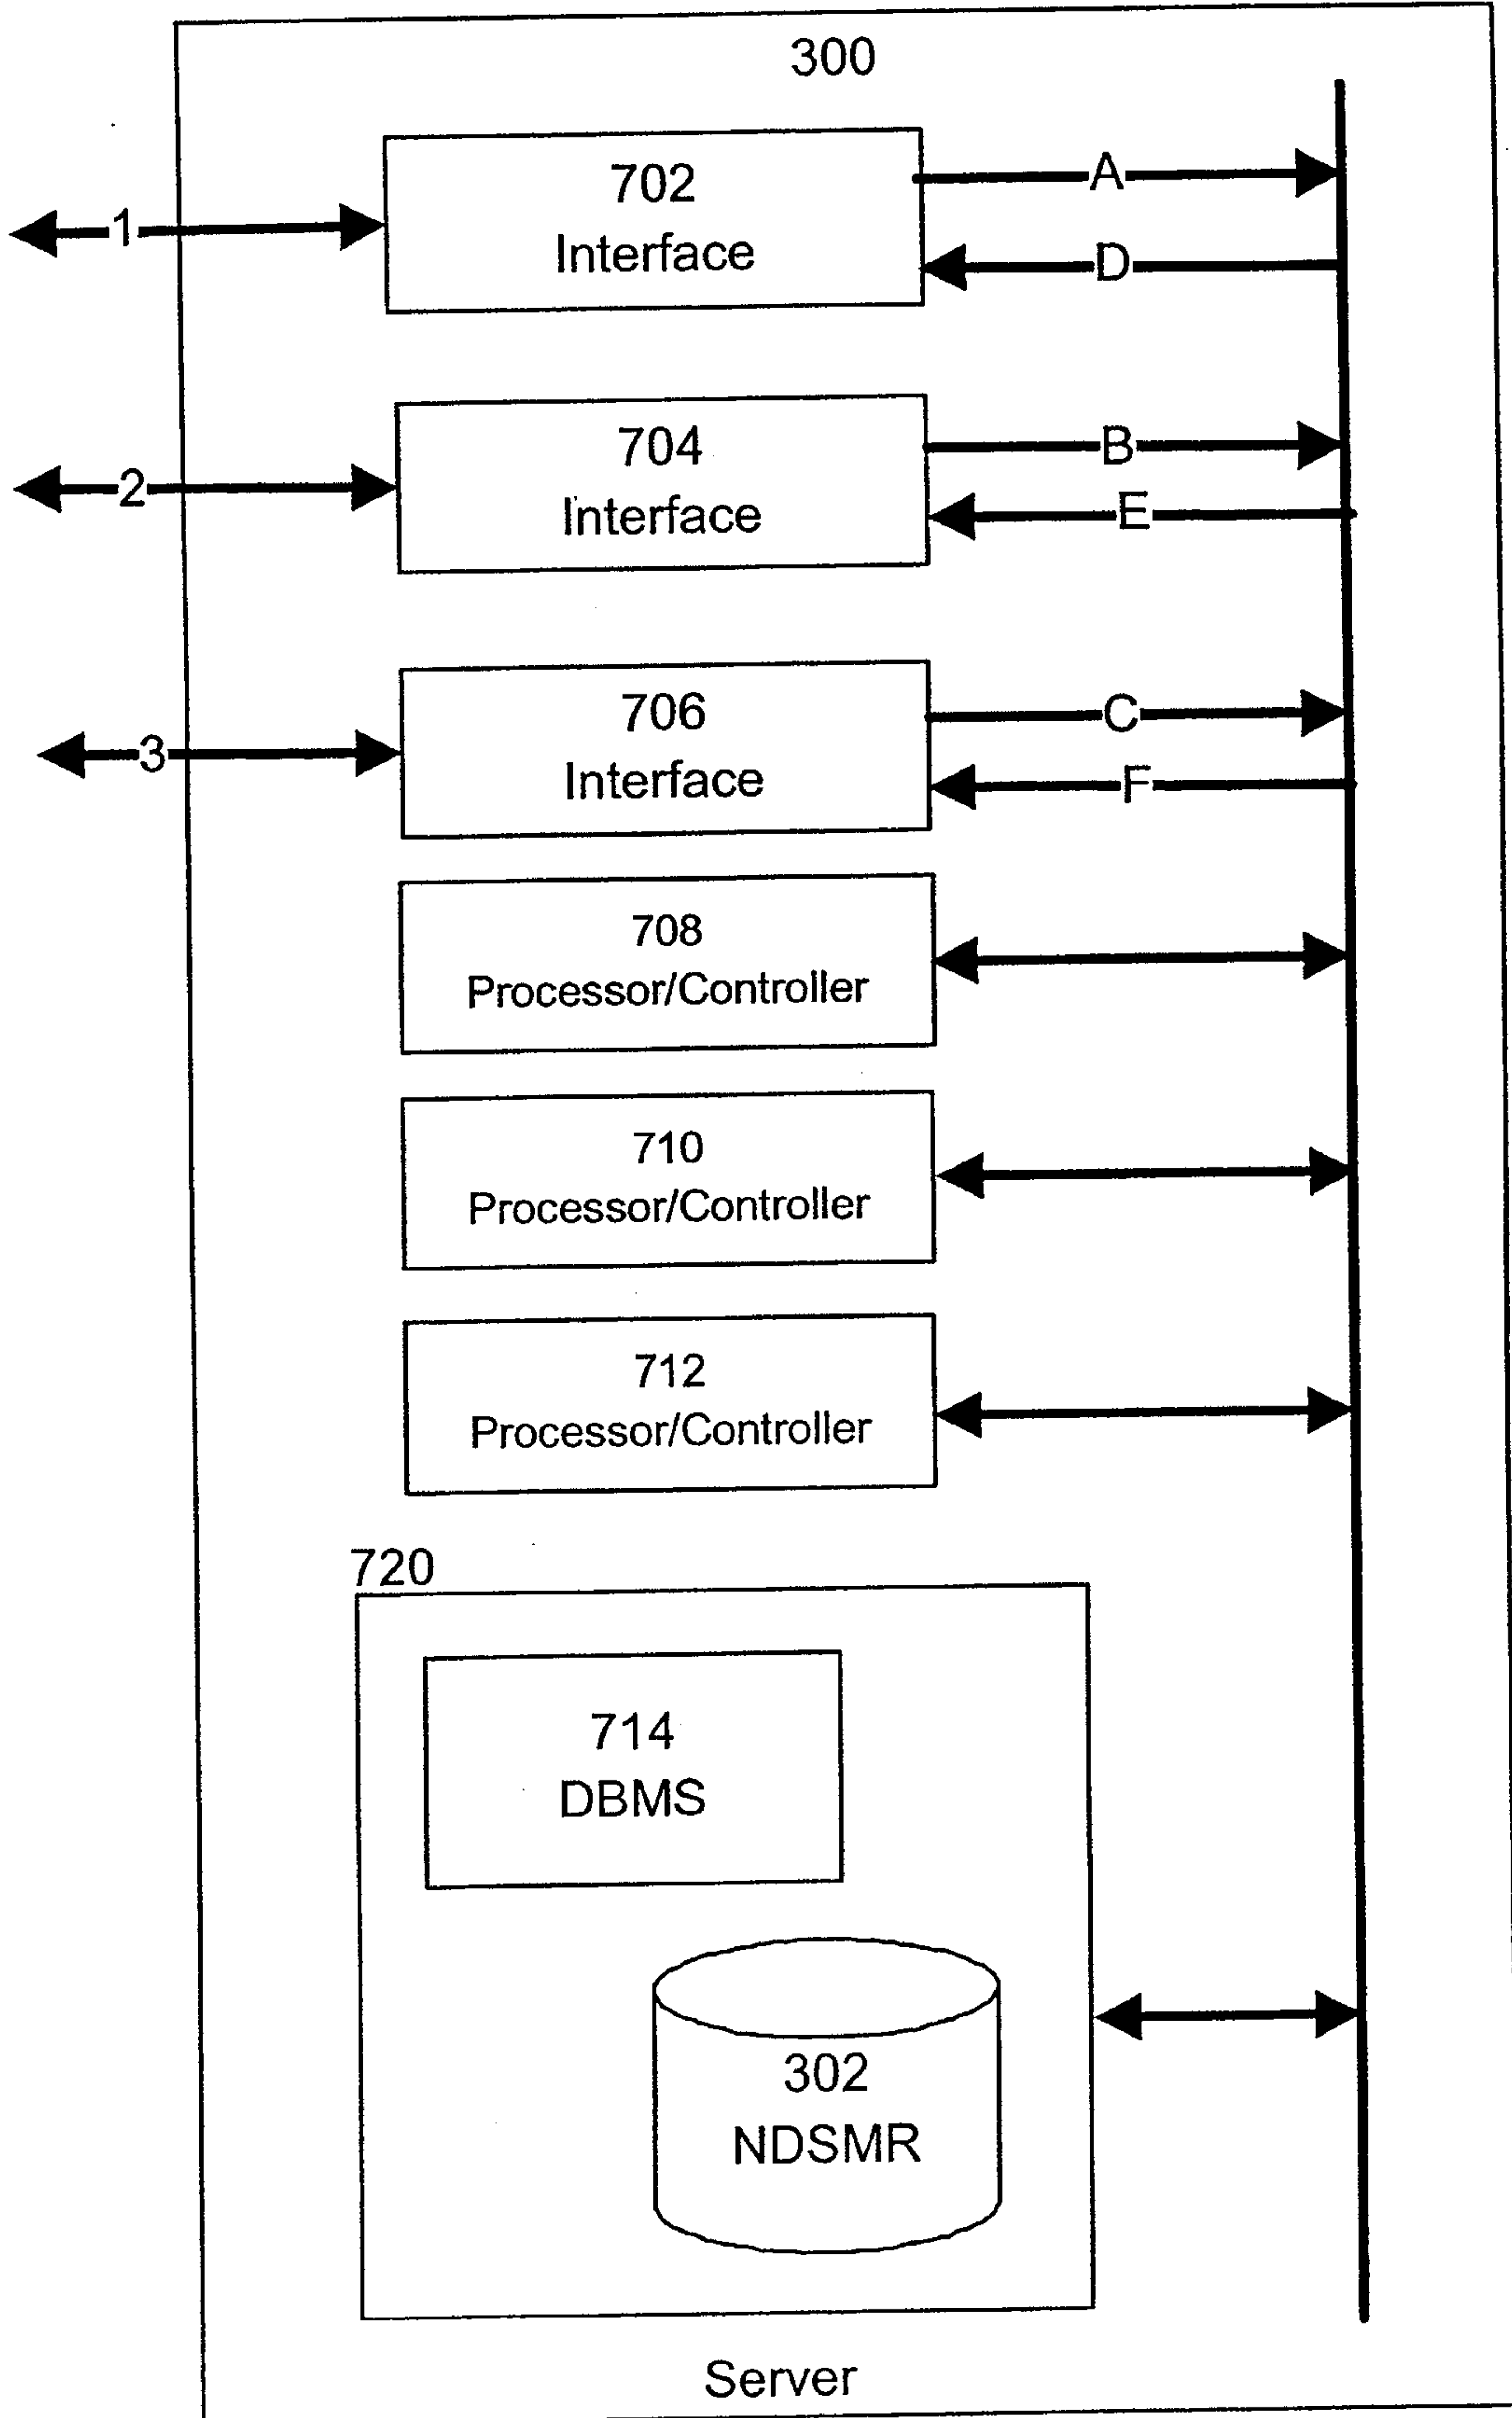 300
702
Interface
A
D
1
704
Interface
B
E
2
706
Interface
C
F
3
708
Processor/Controller
710
Processor/Controller
712
Processor/Controller
720
714
DBMS
302
NDSMR
Server